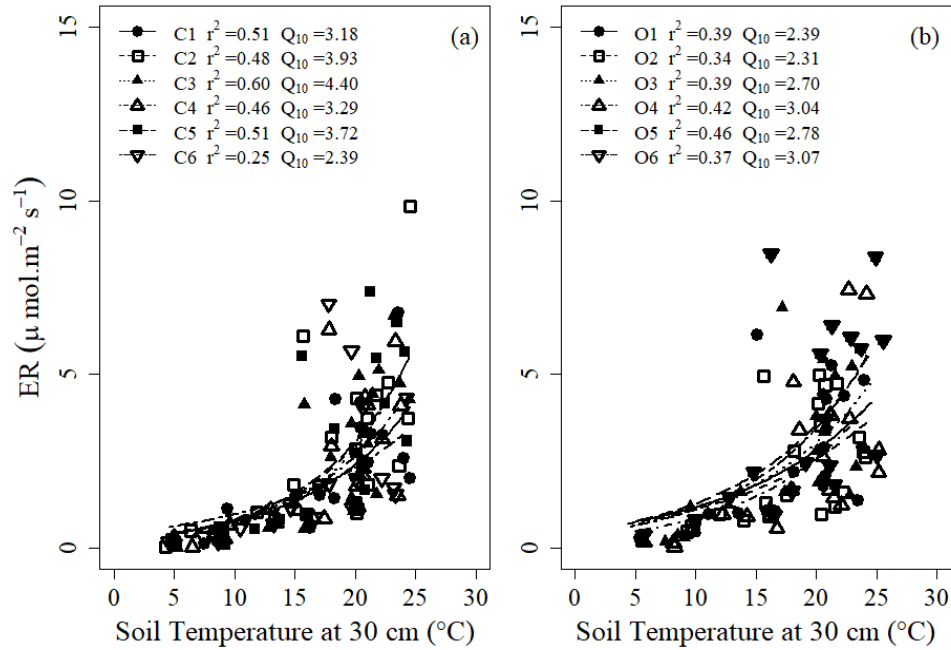 (a)
C1 r²=0.51 Q₁₀=3.18
C2 r²=0.48 Q₁₀=3.93
C3 r²=0.60 Q₁₀=4.40
C4 r²=0.46 Q₁₀=3.29
C5 r²=0.51 Q₁₀=3.72
C6 r²=0.25 Q₁₀=2.39
ER (μ mol.m⁻² s⁻¹)
15
10
5
0
0 5 10 15 20 25 30
Soil Temperature at 30 cm (°C)
(b)
O1 r²=0.39 Q₁₀=2.39
O2 r²=0.34 Q₁₀=2.31
O3 r²=0.39 Q₁₀=2.70
O4 r²=0.42 Q₁₀=3.04
O5 r²=0.46 Q₁₀=2.78
O6 r²=0.37 Q₁₀=3.07
15
10
5
0
0 5 10 15 20 25 30
Soil Temperature at 30 cm (°C)